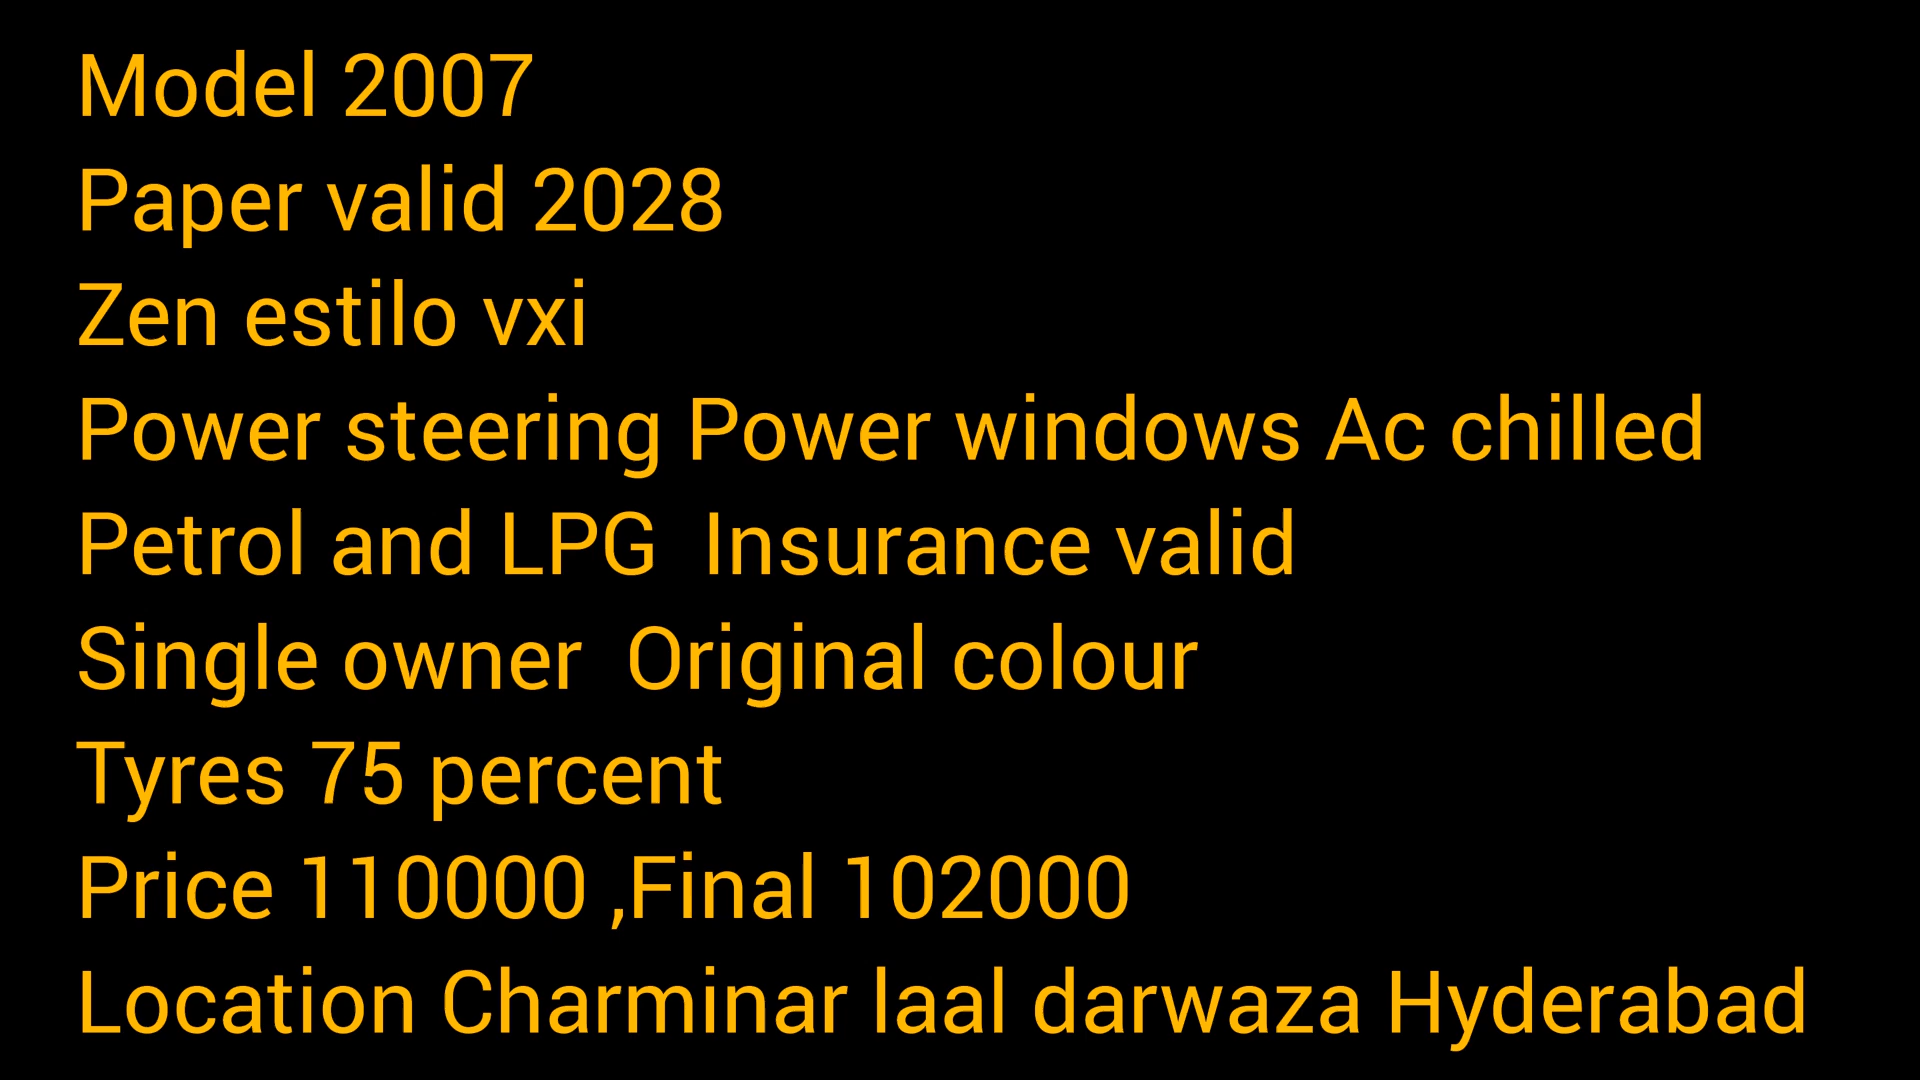 Model 2007
Paper valid 2028
Zen estilo vxi
Power steering Power windows Ac chilled
Petrol and LPG  Insurance valid
Single owner  Original colour
Tyres 75 percent
Price 110000 ,Final 102000
Location Charminar laal darwaza Hyderabad